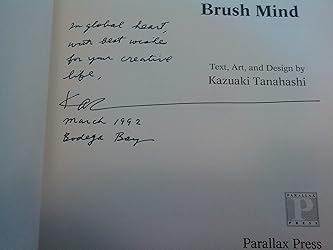 Brush Mind
In global heart,
with best wishes
for your creative
life,
Text, Art, and Design by
Kazuaki Tanahashi
Kaz
March 1992
Bodega Bay
P
PARALLAX
PRESS
Parallax Press